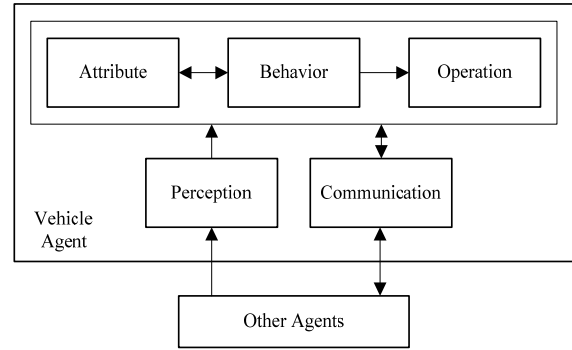 Attribute
Behavior
Operation
Perception
Communication
Vehicle
Agent
Other Agents